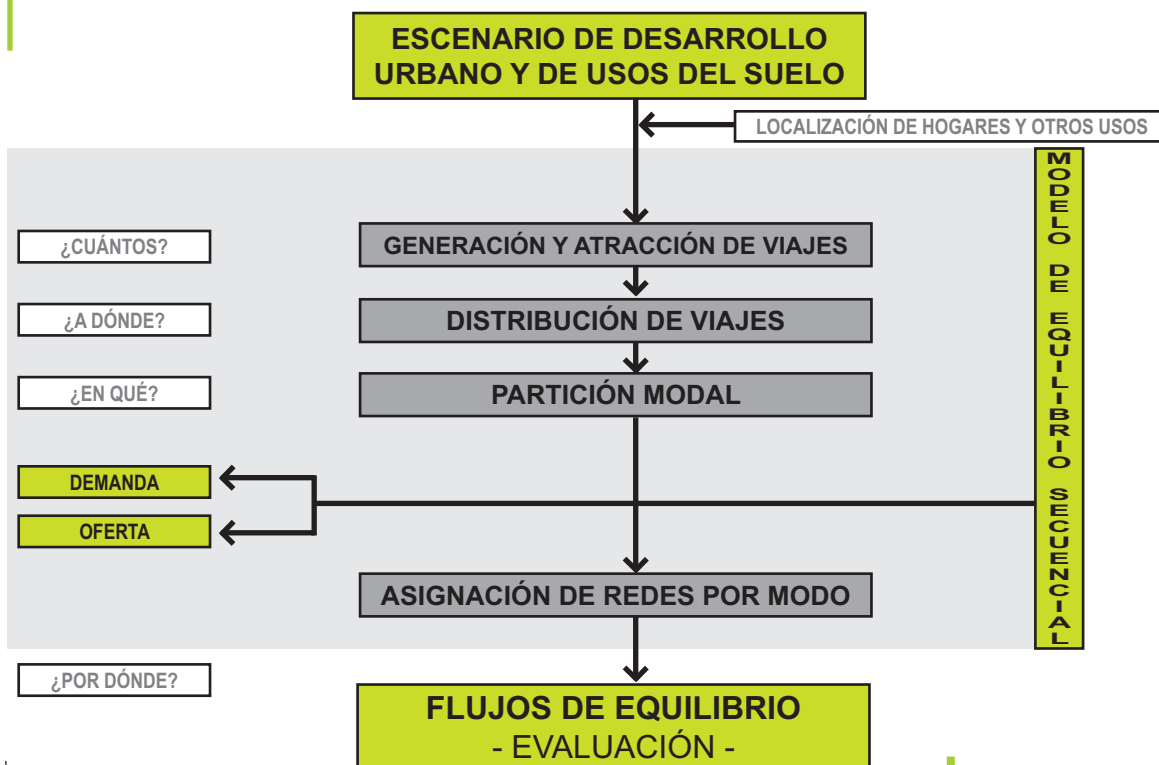 ESCENARIO DE DESARROLLO
URBANO Y DE USOS DEL SUELO
LOCALIZACIÓN DE HOGARES Y OTROS USOS
MODELO DE EQUILIBRIO SECUENCIAL
¿CUÁNTOS?
GENERACIÓN Y ATRACCIÓN DE VIAJES
¿A DÓNDE?
DISTRIBUCIÓN DE VIAJES
¿EN QUÉ?
PARTICIÓN MODAL
DEMANDA
OFERTA
ASIGNACIÓN DE REDES POR MODO
¿POR DÓNDE?
FLUJOS DE EQUILIBRIO
- EVALUACIÓN -